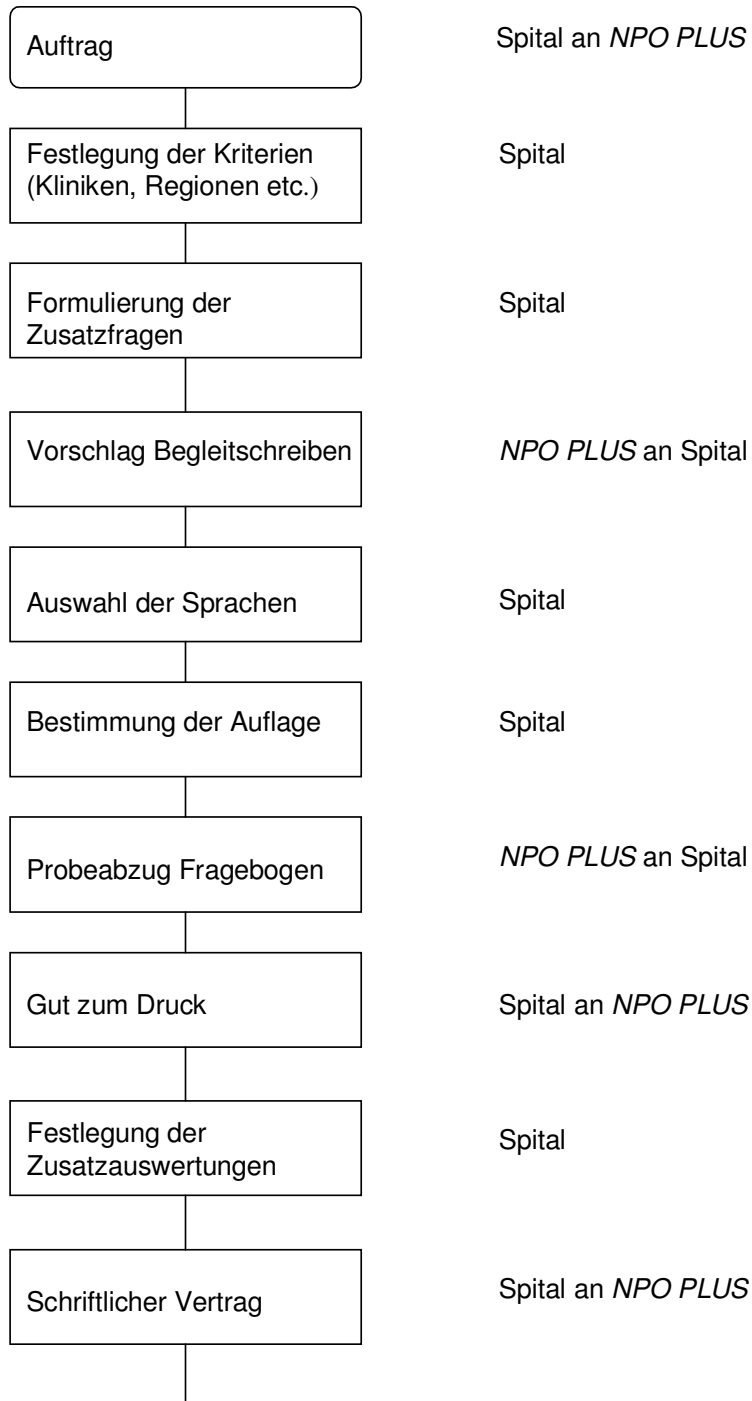 Auftrag
Spital an NPO PLUS
Festlegung der Kriterien
(Kliniken, Regionen etc.)
Spital
Formulierung der
Zusatzfragen
Spital
Vorschlag Begleitschreiben
NPO PLUS an Spital
Auswahl der Sprachen
Spital
Bestimmung der Auflage
Spital
Probeabzug Fragebogen
NPO PLUS an Spital
Gut zum Druck
Spital an NPO PLUS
Festlegung der
Zusatzauswertungen
Spital
Schriftlicher Vertrag
Spital an NPO PLUS